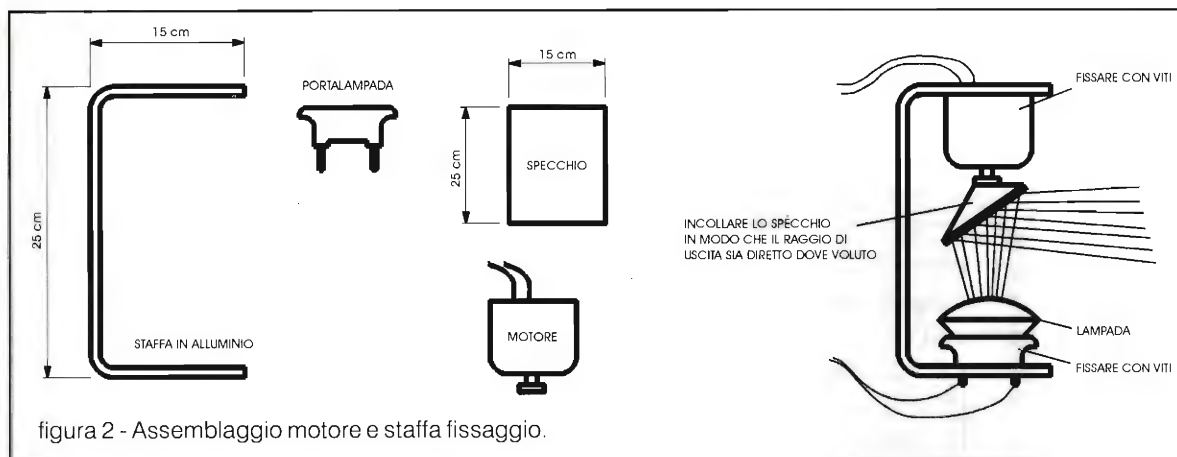 15 cm
25 cm
STAFFA IN ALLUMINIO
PORTALAMPADA
15 cm
25 cm
SPECCHIO
MOTORE
FISSARE CON VITI
INCOLLARE LO SPECCHIO
IN MODO CHE IL RAGGIO DI
USCITA SIA DIRETTO DOVE VOLUTO
LAMPADA
FISSARE CON VITI
figura 2 - Assemblaggio motore e staffa fissaggio.